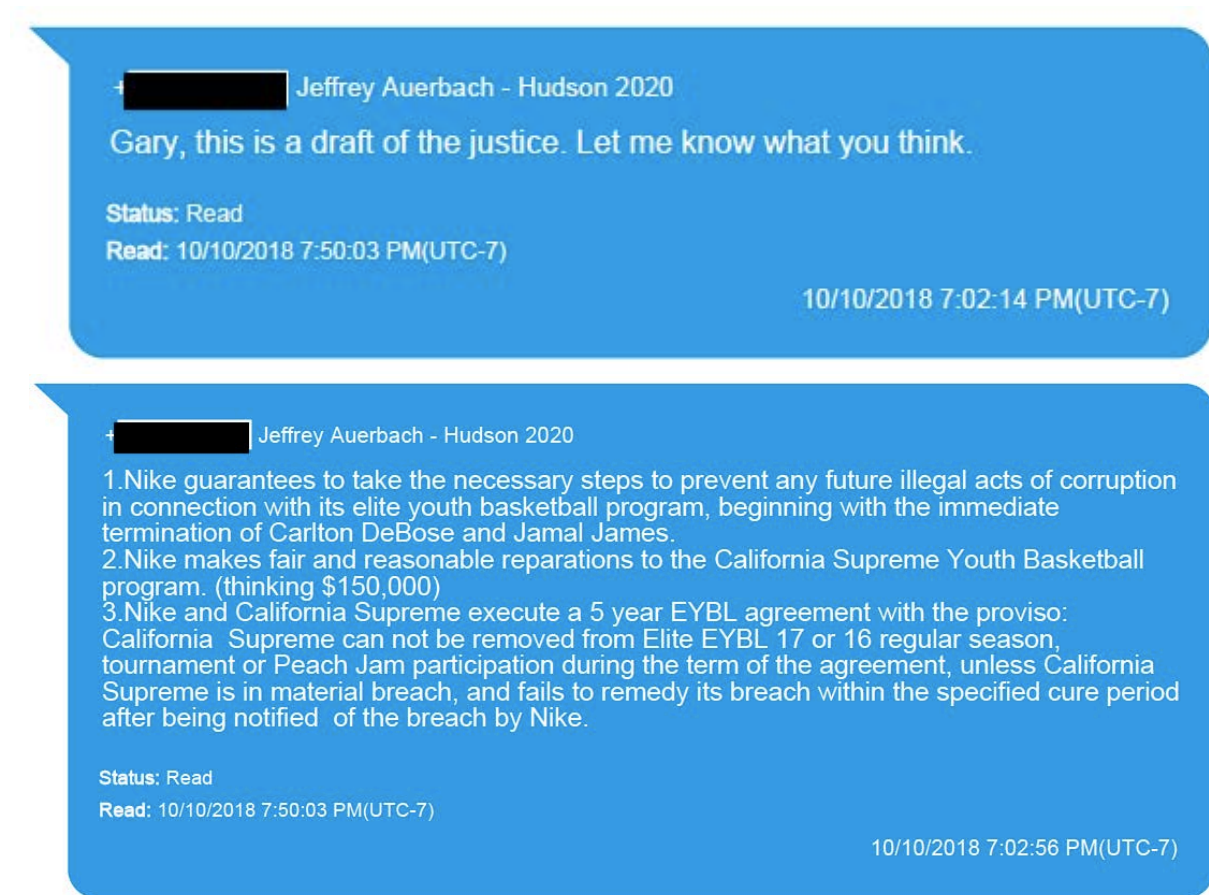 + Jeffrey Auerbach - Hudson 2020
Gary, this is a draft of the justice. Let me know what you think.
Status: Read
Read: 10/10/2018 7:50:03 PM(UTC-7)
10/10/2018 7:02:14 PM(UTC-7)
+ Jeffrey Auerbach - Hudson 2020
1.Nike guarantees to take the necessary steps to prevent any future illegal acts of corruption
in connection with its elite youth basketball program, beginning with the immediate
termination of Carlton DeBose and Jamal James.
2.Nike makes fair and reasonable reparations to the California Supreme Youth Basketball
program. (thinking $150,000)
3.Nike and California Supreme execute a 5 year EYBL agreement with the proviso:
California  Supreme can not be removed from Elite EYBL 17 or 16 regular season,
tournament or Peach Jam participation during the term of the agreement, unless California
Supreme is in material breach, and fails to remedy its breach within the specified cure period
after being notified  of the breach by Nike.
Status: Read
Read: 10/10/2018 7:50:03 PM(UTC-7)
10/10/2018 7:02:56 PM(UTC-7)